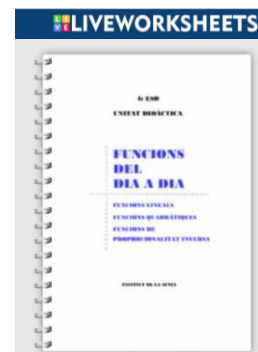 LIVEWORKSHEETS
4t ESO
UNITAT DIDÀCTICA
FUNCIONS
DEL
DIA A DIA
FUNCIONS LINEALS
FUNCIONS QUADRÀTIQUES
FUNCIONS DE
PROPORCIONALITAT INVERSA
INSTITUT DE LA SÉNIA